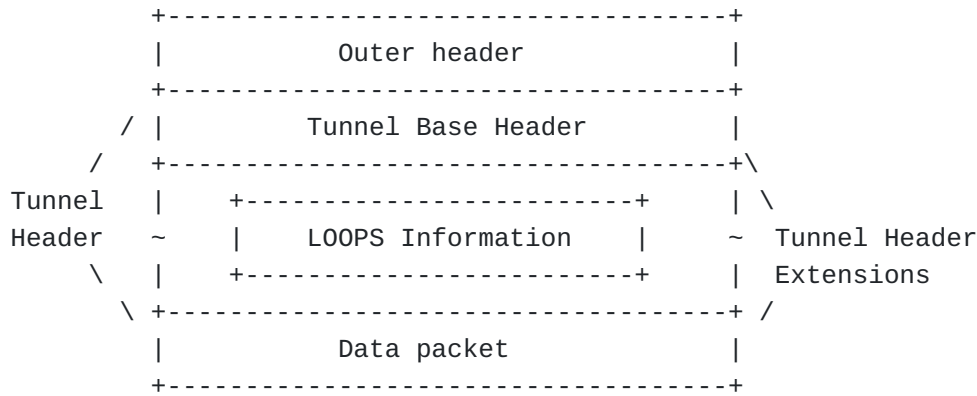 +------------------------------------+
|           Outer header             |
+------------------------------------+
/ |         Tunnel Base Header         |
/   +------------------------------------+\
Tunnel   |    +--------------------------+    | \
Header   ~    |    LOOPS Information    |    ~  Tunnel Header
\   |    +--------------------------+    |  Extensions
\ +------------------------------------+ /
|           Data packet              |
+------------------------------------+